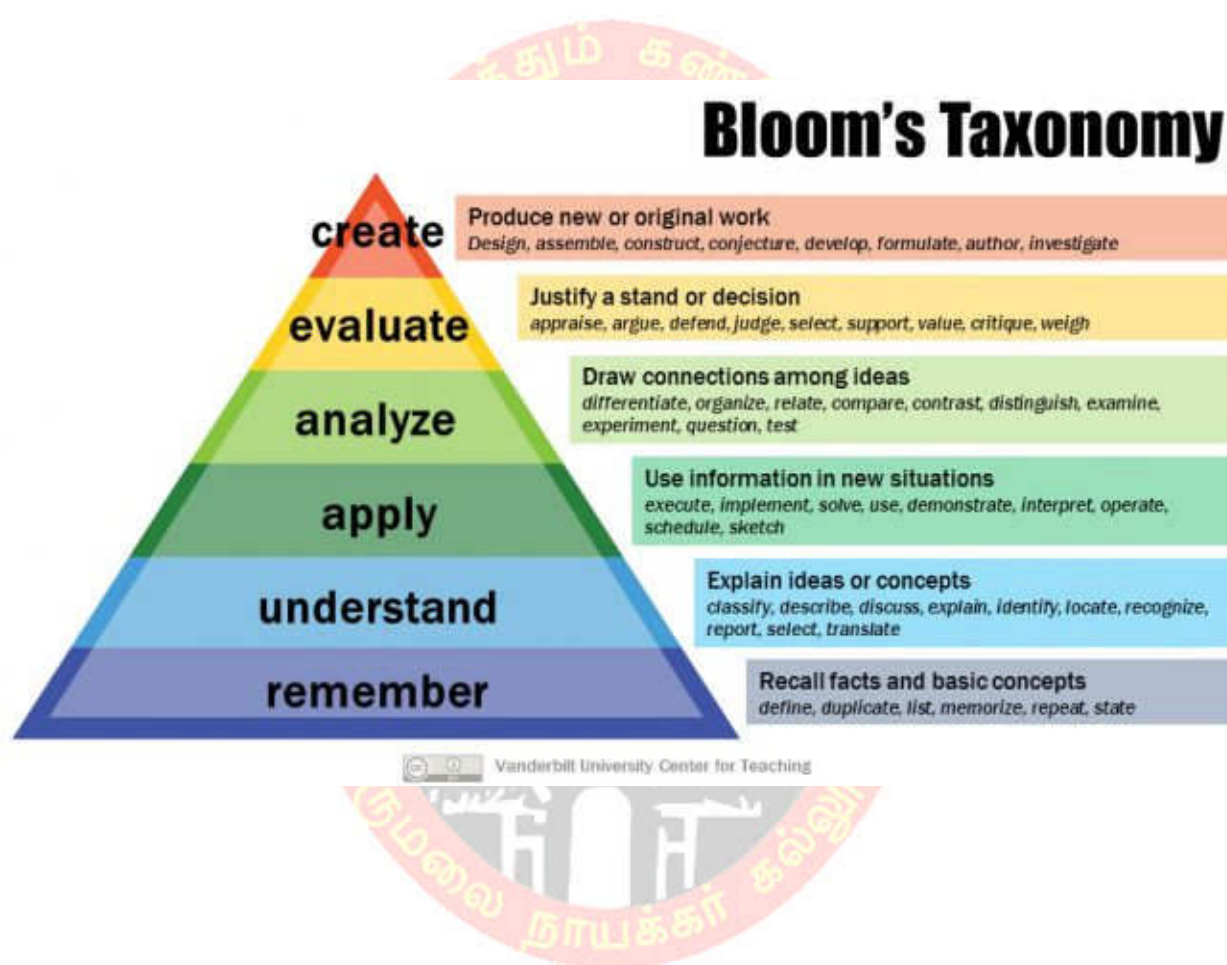 Bloom's Taxonomy
create
Produce new or original work
Design, assemble, construct, conjecture, develop, formulate, author, investigate
evaluate
Justify a stand or decision
appraise, argue, defend, judge, select, support, value, critique, weigh
analyze
Draw connections among ideas
differentiate, organize, relate, compare, contrast, distinguish, examine,
experiment, question, test
apply
Use information in new situations
execute, implement, solve, use, demonstrate, interpret, operate,
schedule, sketch
understand
Explain ideas or concepts
classify, describe, discuss, explain, identify, locate, recognize,
report, select, translate
remember
Recall facts and basic concepts
define, duplicate, list, memorize, repeat, state
Vanderbilt University Center for Teaching
நாயக்கர்